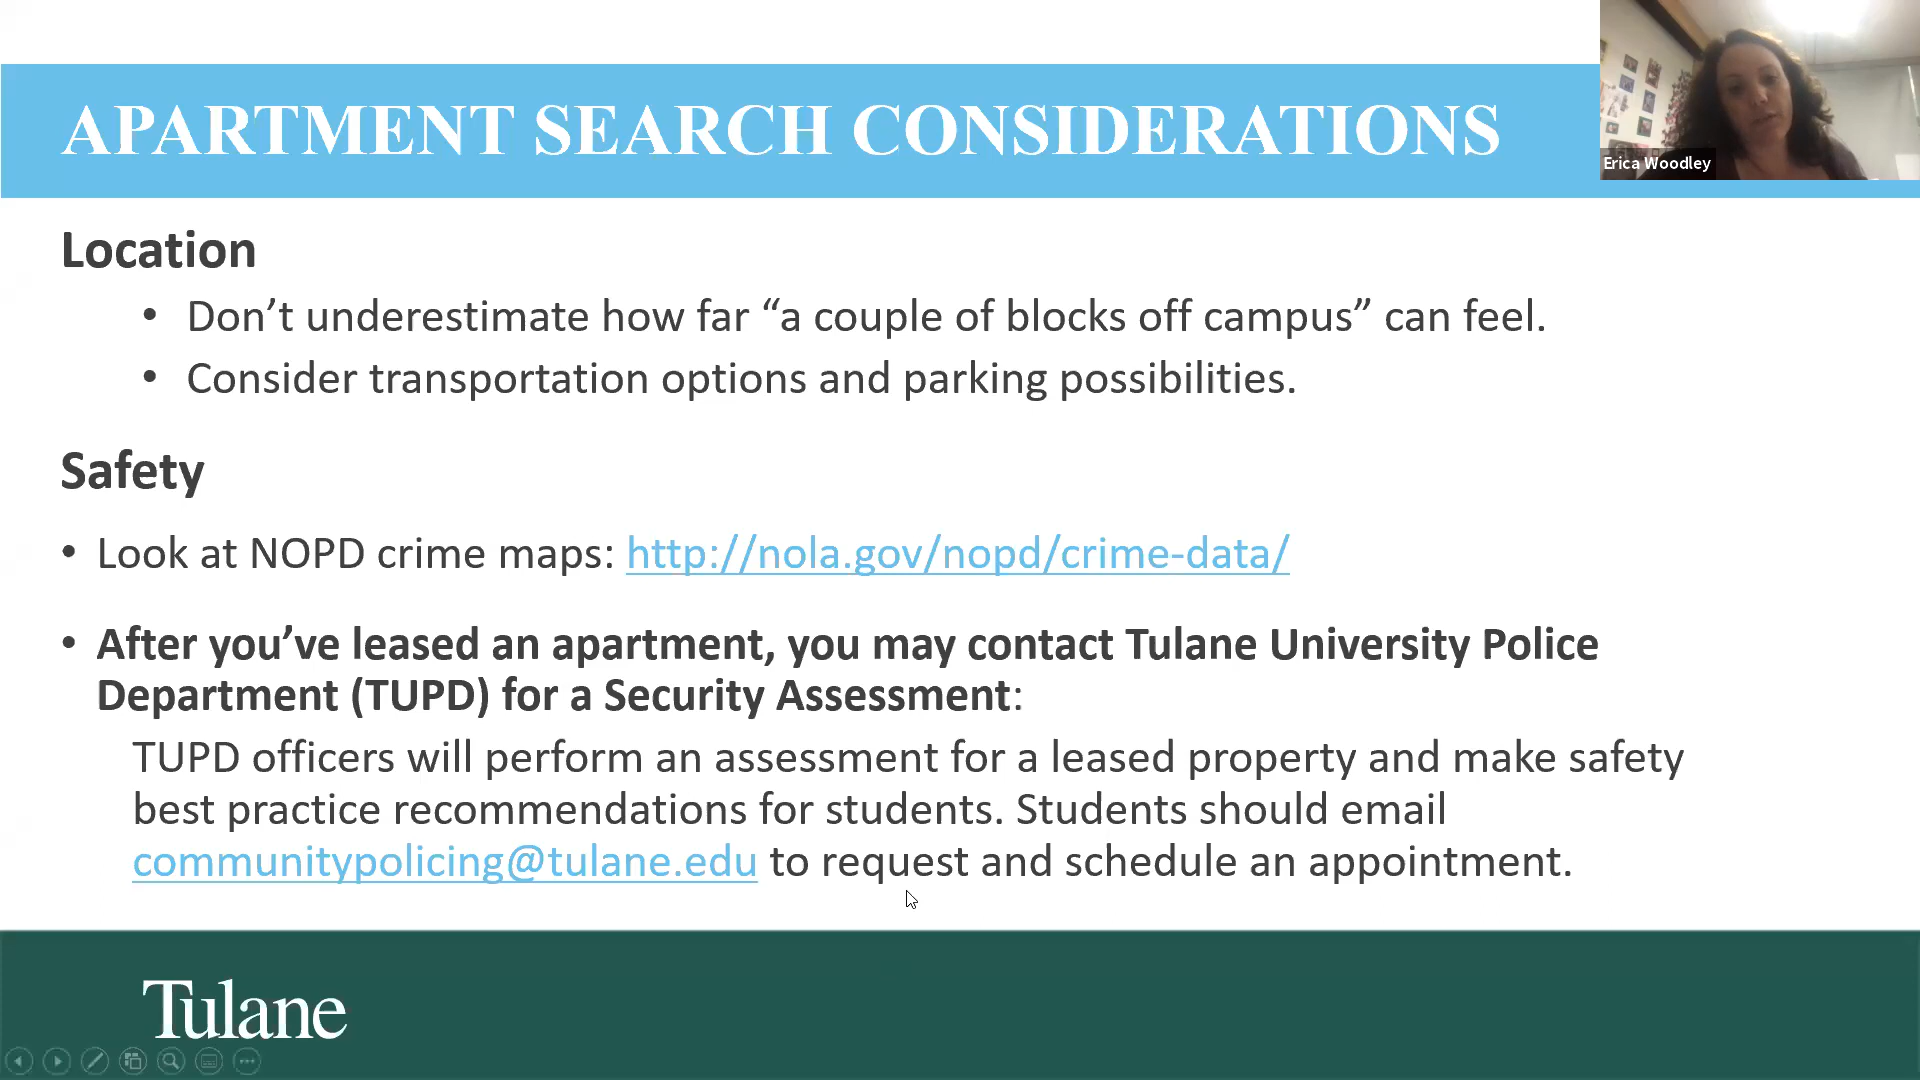 APARTMENT SEARCH CONSIDERATIONS
Erica Woodley
Location
• Don’t underestimate how far “a couple of blocks off campus” can feel.
• Consider transportation options and parking possibilities.
Safety
• Look at NOPD crime maps: http://nola.gov/nopd/crime-data/
• After you’ve leased an apartment, you may contact Tulane University Police
Department (TUPD) for a Security Assessment:
TUPD officers will perform an assessment for a leased property and make safety
best practice recommendations for students. Students should email
communitypolicing@tulane.edu to request and schedule an appointment.
Tulane